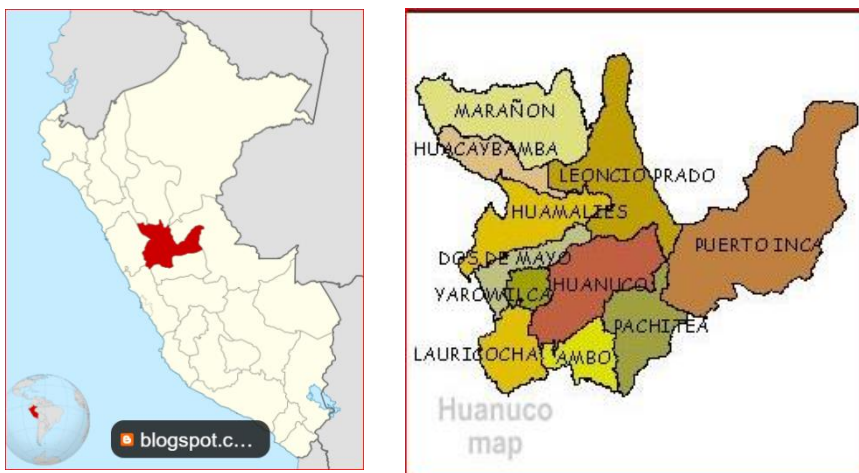 blogspot.c...
MARAÑON
HUACAYBAMBA
LEONCIO PRADO
HUAMALIES
PUERTO INCA
DOS DE MAYO
HUANUCO
YAROWILCA
PACHITEA
LAURICOCHA
AMBO
Huanuco
map